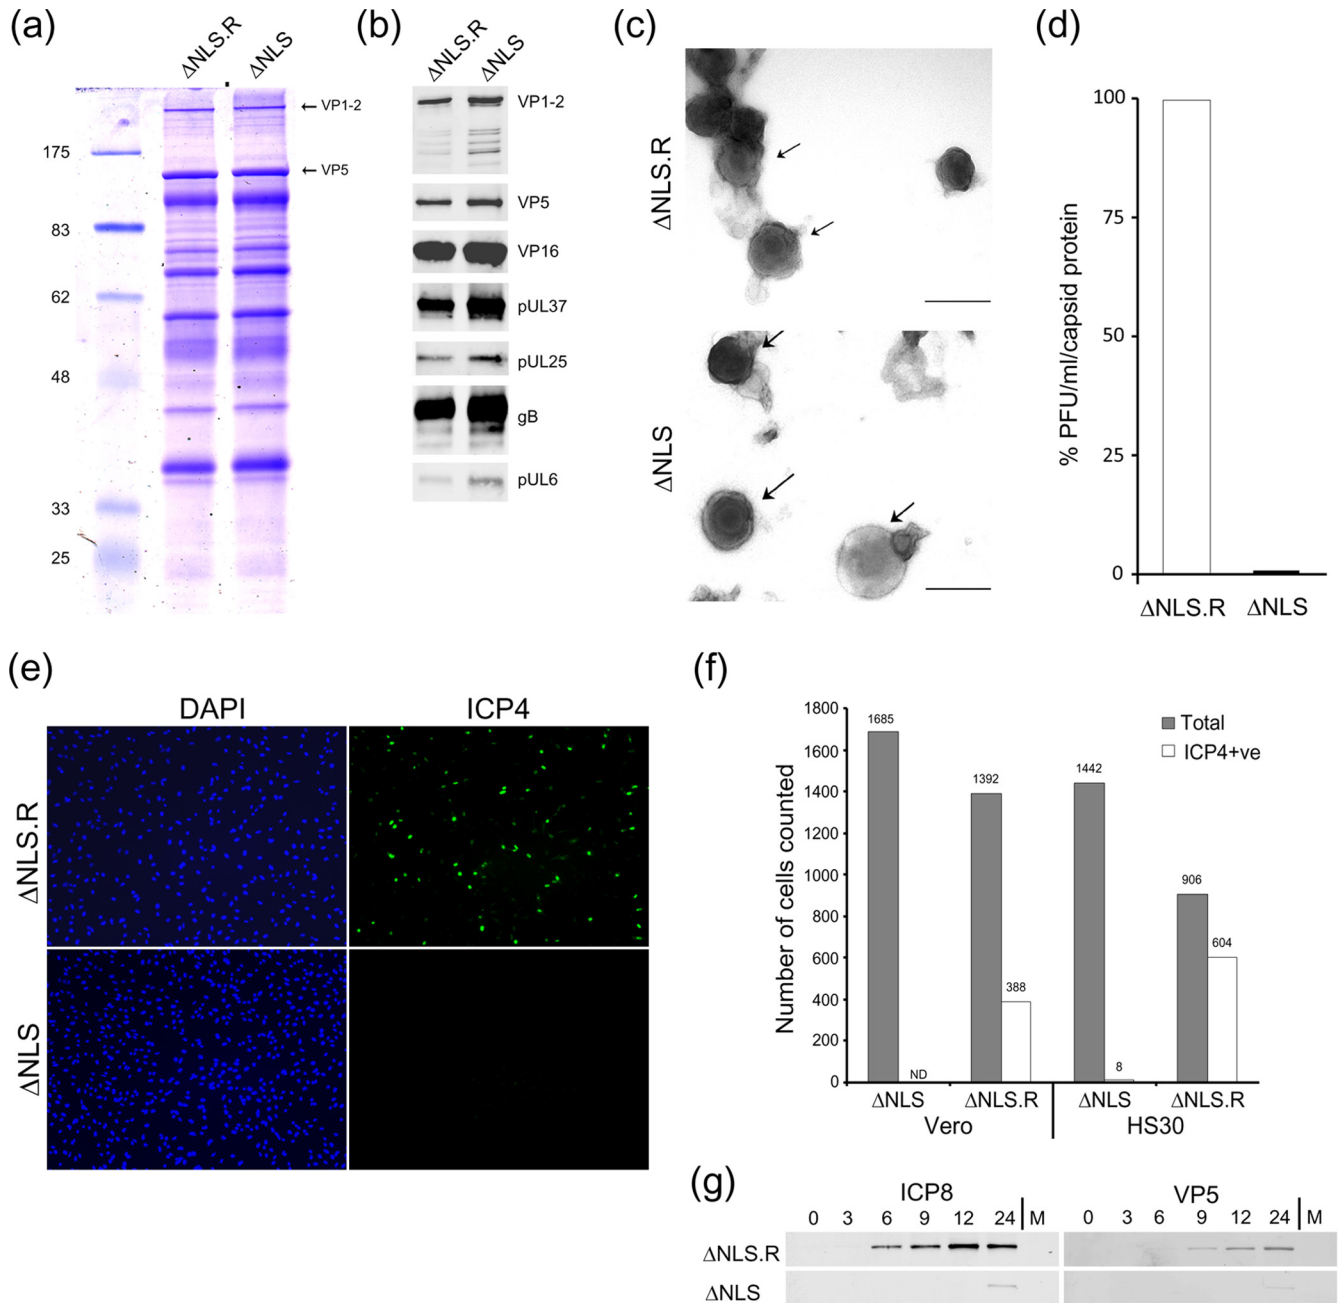 (a)
ΔNLS.R
ΔNLS
← VP1-2
175
← VP5
83
62
48
33
25
(b)
ΔNLS.R
ΔNLS
VP1-2
VP5
VP16
pUL37
pUL25
gB
pUL6
(c)
ΔNLS.R
ΔNLS
(d)
% PFU/ml/capsid protein
100
75
50
25
0
ΔNLS.R ΔNLS
(e)
DAPI ICP4
ΔNLS.R
ΔNLS
(f)
Number of cells counted
1800
1600
1400
1200
1000
800
600
400
200
0
1685
ND
1392
388
1442
8
906
604
Total
ICP4+ve
ΔNLS ΔNLS.R ΔNLS ΔNLS.R
Vero HS30
(g)
ICP8 VP5
0 3 6 9 12 24 M 0 3 6 9 12 24 M
ΔNLS.R
ΔNLS